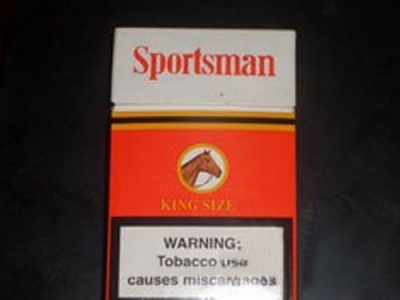 Sportsman
KING SIZE
WARNING:
Tobacco use
causes miscarriages